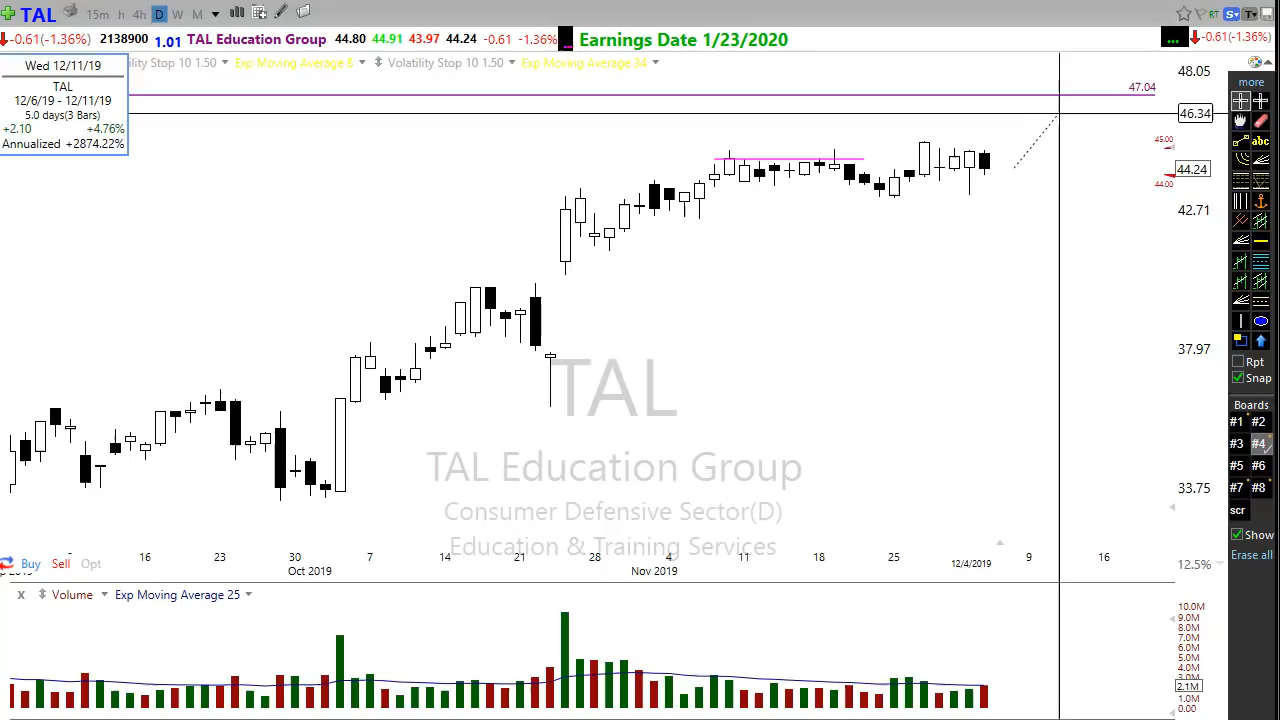 TAL 15m h 4h D W M RT S T
-0.61(-1.36%) 2138900 1.01 TAL Education Group 44.80 44.91 43.97 44.24 -0.61 -1.36% ... Earnings Date 1/23/2020 ... -0.61(-1.36%)
Wed 12/11/19
TAL
12/6/19 - 12/11/19
5.0 days(3 Bars)
+2.10 +4.76%
Annualized +2874.22%
ility Stop 10 1.50 Exp Moving Average 8 Volatility Stop 10 1.50 Exp Moving Average 34
48.05
47.04
46.34
45.00
44.24
44.00
42.71
37.97
33.75
12.5%
more
abc
Rpt
Snap
Boards
#1 #2
#3 #4
#5 #6
#7 #8
scr
Show
Erase all
TAL
TAL Education Group
Consumer Defensive Sector(D)
Education & Training Services
16 23 30 7 14 21 28 4 11 18 25 12/4/2019 9 16
Oct 2019 Nov 2019
Buy Sell Opt
x Volume Exp Moving Average 25
10.0M
9.0M
8.0M
7.0M
6.0M
5.0M
4.0M
3.0M
2.1M
1.0M
0.00